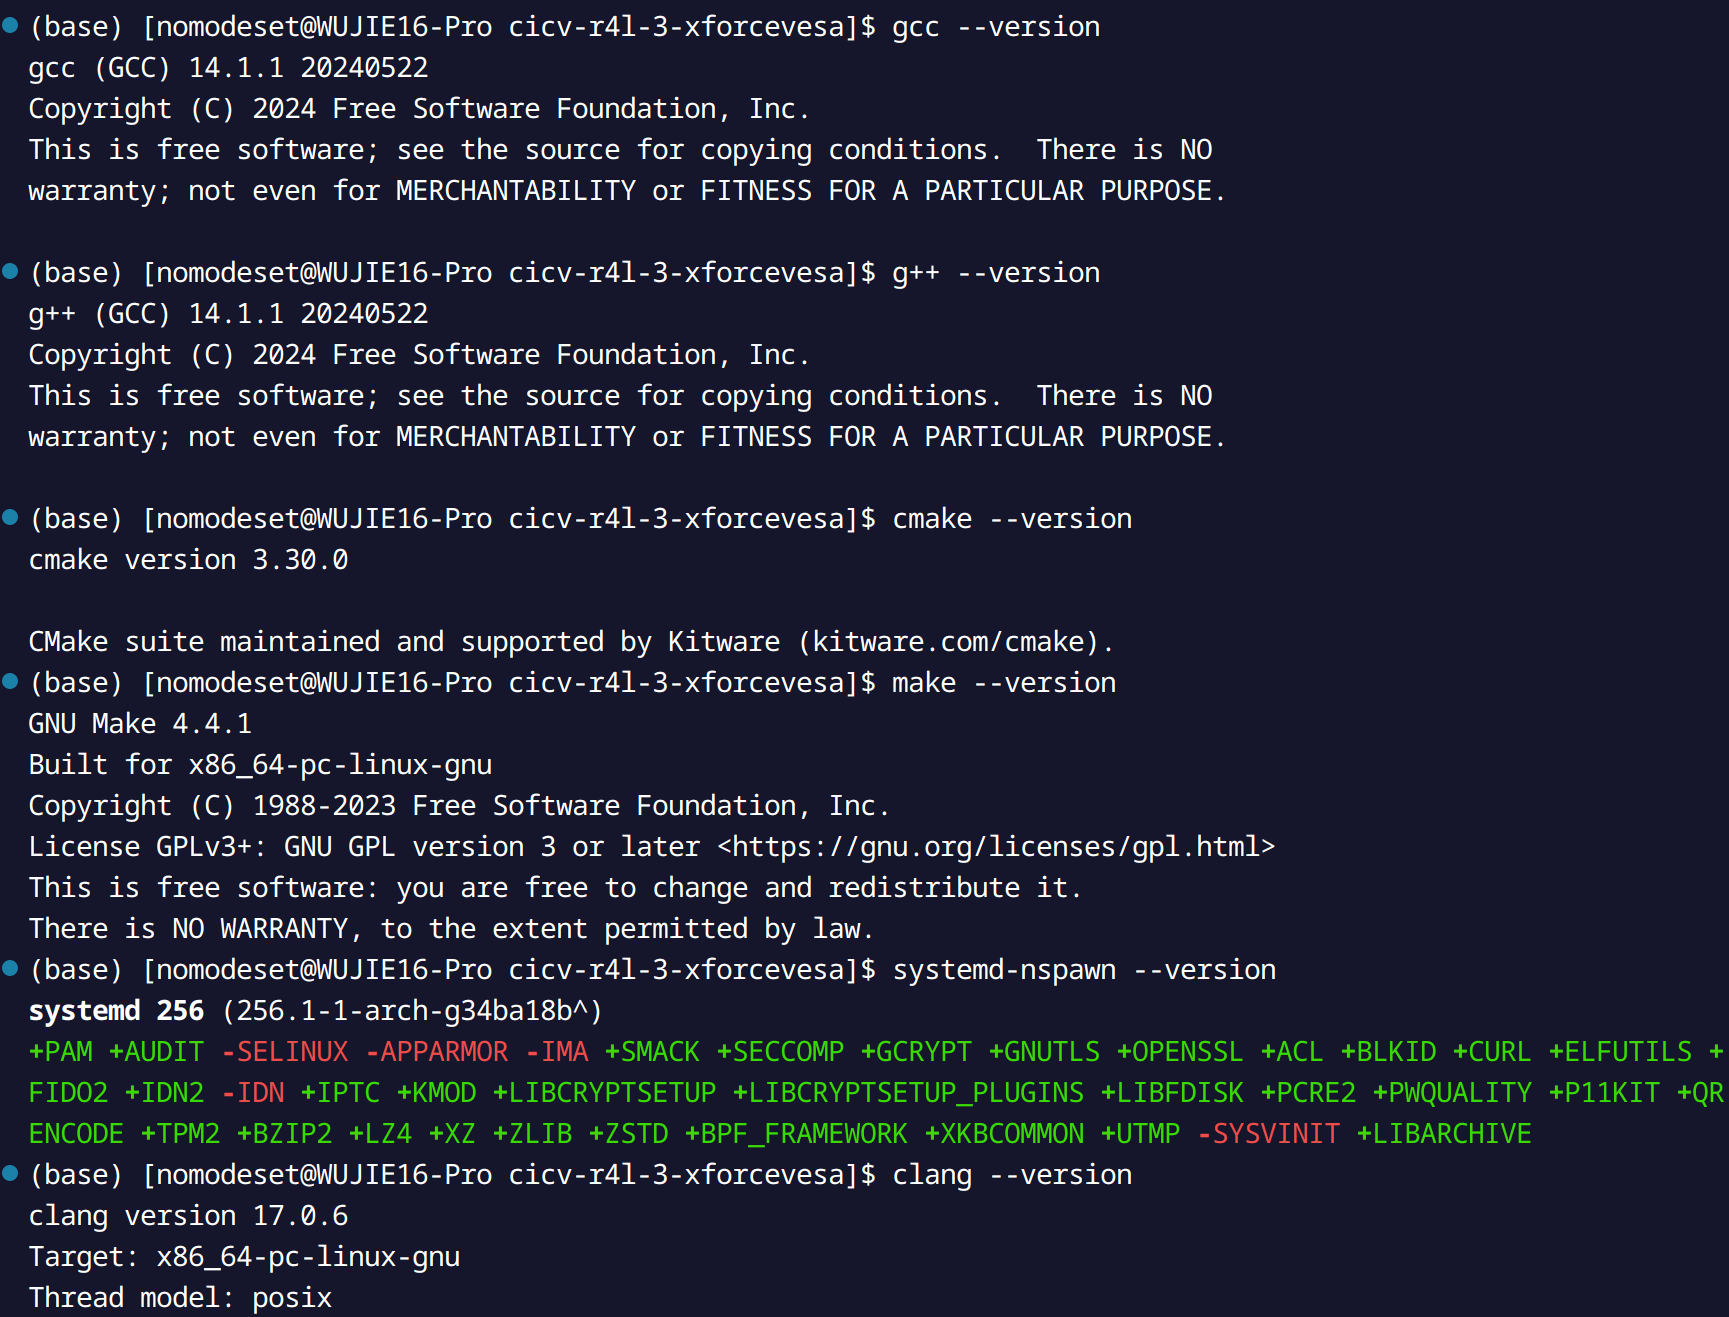 (base) [nomodeset@WUJIE16-Pro cicv-r4l-3-xforcevesa]$ gcc --version
gcc (GCC) 14.1.1 20240522
Copyright (C) 2024 Free Software Foundation, Inc.
This is free software; see the source for copying conditions.  There is NO
warranty; not even for MERCHANTABILITY or FITNESS FOR A PARTICULAR PURPOSE.
(base) [nomodeset@WUJIE16-Pro cicv-r4l-3-xforcevesa]$ g++ --version
g++ (GCC) 14.1.1 20240522
Copyright (C) 2024 Free Software Foundation, Inc.
This is free software; see the source for copying conditions.  There is NO
warranty; not even for MERCHANTABILITY or FITNESS FOR A PARTICULAR PURPOSE.
(base) [nomodeset@WUJIE16-Pro cicv-r4l-3-xforcevesa]$ cmake --version
cmake version 3.30.0
CMake suite maintained and supported by Kitware (kitware.com/cmake).
(base) [nomodeset@WUJIE16-Pro cicv-r4l-3-xforcevesa]$ make --version
GNU Make 4.4.1
Built for x86_64-pc-linux-gnu
Copyright (C) 1988-2023 Free Software Foundation, Inc.
License GPLv3+: GNU GPL version 3 or later <https://gnu.org/licenses/gpl.html>
This is free software: you are free to change and redistribute it.
There is NO WARRANTY, to the extent permitted by law.
(base) [nomodeset@WUJIE16-Pro cicv-r4l-3-xforcevesa]$ systemd-nspawn --version
systemd 256 (256.1-1-arch-g34ba18b^)
+PAM +AUDIT -SELINUX -APPARMOR -IMA +SMACK +SECCOMP +GCRYPT +GNUTLS +OPENSSL +ACL +BLKID +CURL +ELFUTILS +
FIDO2 +IDN2 -IDN +IPTC +KMOD +LIBCRYPTSETUP +LIBCRYPTSETUP_PLUGINS +LIBFDISK +PCRE2 +PWQUALITY +P11KIT +QR
ENCODE +TPM2 +BZIP2 +LZ4 +XZ +ZLIB +ZSTD +BPF_FRAMEWORK +XKBCOMMON +UTMP -SYSVINIT +LIBARCHIVE
(base) [nomodeset@WUJIE16-Pro cicv-r4l-3-xforcevesa]$ clang --version
clang version 17.0.6
Target: x86_64-pc-linux-gnu
Thread model: posix